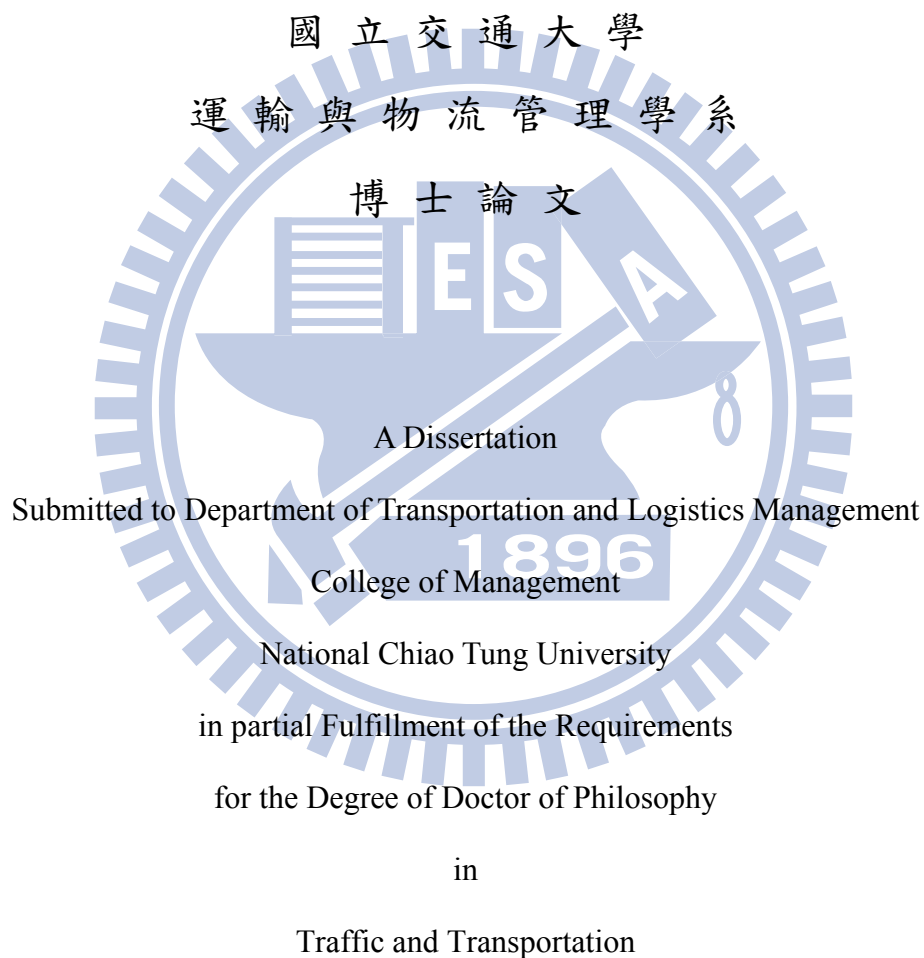 國立交通大學
運輸與物流管理學系
博士論文
E S A
8
A Dissertation
Submitted to Department of Transportation and Logistics Management
1896
College of Management
National Chiao Tung University
in partial Fulfillment of the Requirements
for the Degree of Doctor of Philosophy
in
Traffic and Transportation